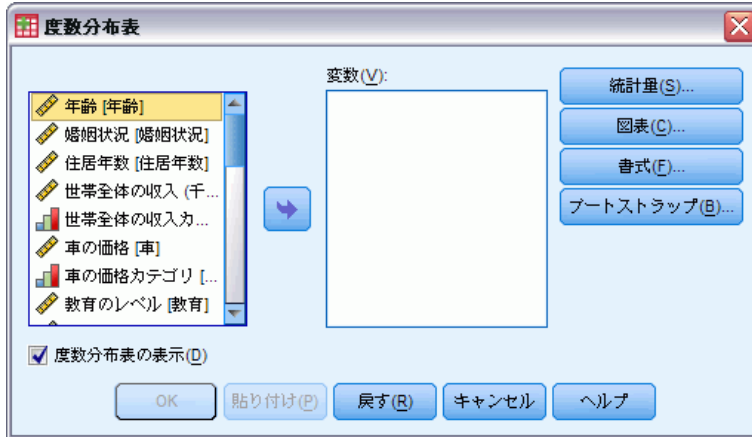 度数分布表
変数(V):
年齢 [年齢]
婚姻状況 [婚姻状況]
住居年数 [住居年数]
世帯全体の収入 (千...
世帯全体の収入カ...
車の価格 [車]
車の価格カテゴリ [...
教育のレベル [教育]
統計量(S)...
図表(C)...
書式(F)...
ブートストラップ(B)...
度数分布表の表示(D)
OK
貼り付け(P)
戻す(R)
キャンセル
ヘルプ